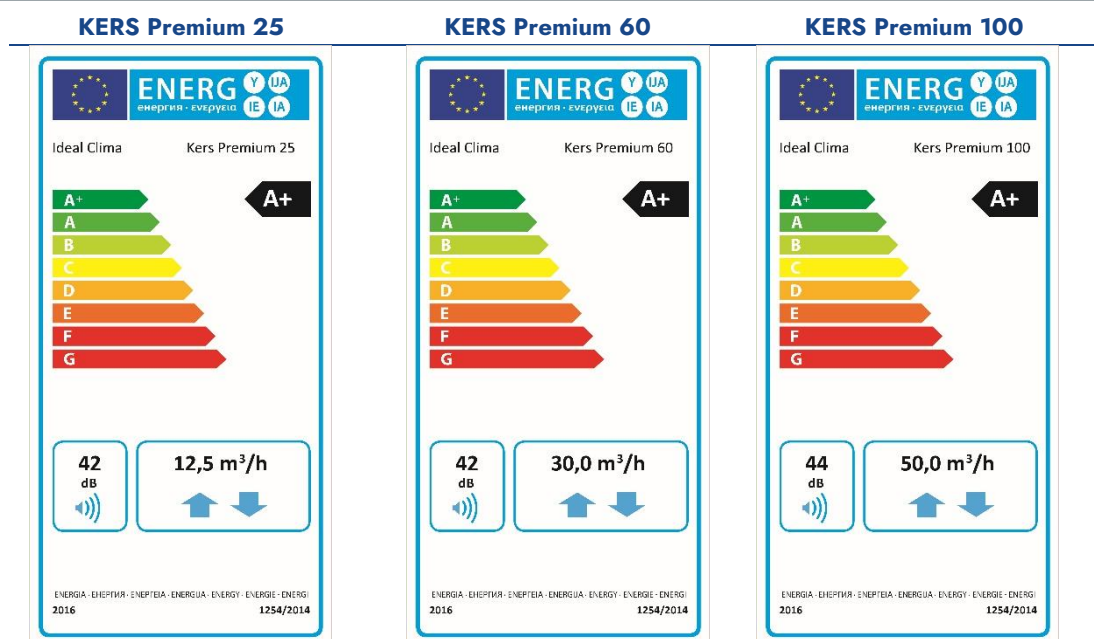 KERS Premium 25
ENERG Y UA
енергия · ενεργεια IE IA
Ideal Clima Kers Premium 25
A+ A+
A
B
C
D
E
F
G
42 12,5 m³/h
dB
ENERGIA · ЕНЕРГИЯ · ΕΝΕΡΓΕΙΑ · ENERGIJA · ENERGY · ENERGIE · ENERGI
2016 1254/2014
KERS Premium 60
ENERG Y IJA
енергия · ενεργεια IE IA
Ideal Clima Kers Premium 60
A+ A+
A
B
C
D
E
F
G
42 30,0 m³/h
dB
ENERGIA · ЕНЕРГИЯ · ΕΝΕΡΓΕΙΑ · ENERGIJA · ENERGY · ENERGIE · ENERGI
2016 1254/2014
KERS Premium 100
ENERG Y IJA
енергия · ενεργεια IE IA
Ideal Clima Kers Premium 100
A+ A+
A
B
C
D
E
F
G
44 50,0 m³/h
dB
ENERGIA · ЕНЕРГИЯ · ΕΝΕΡΓΕΙΑ · ENERGIJA · ENERGY · ENERGIE · ENERGI
2016 1254/2014